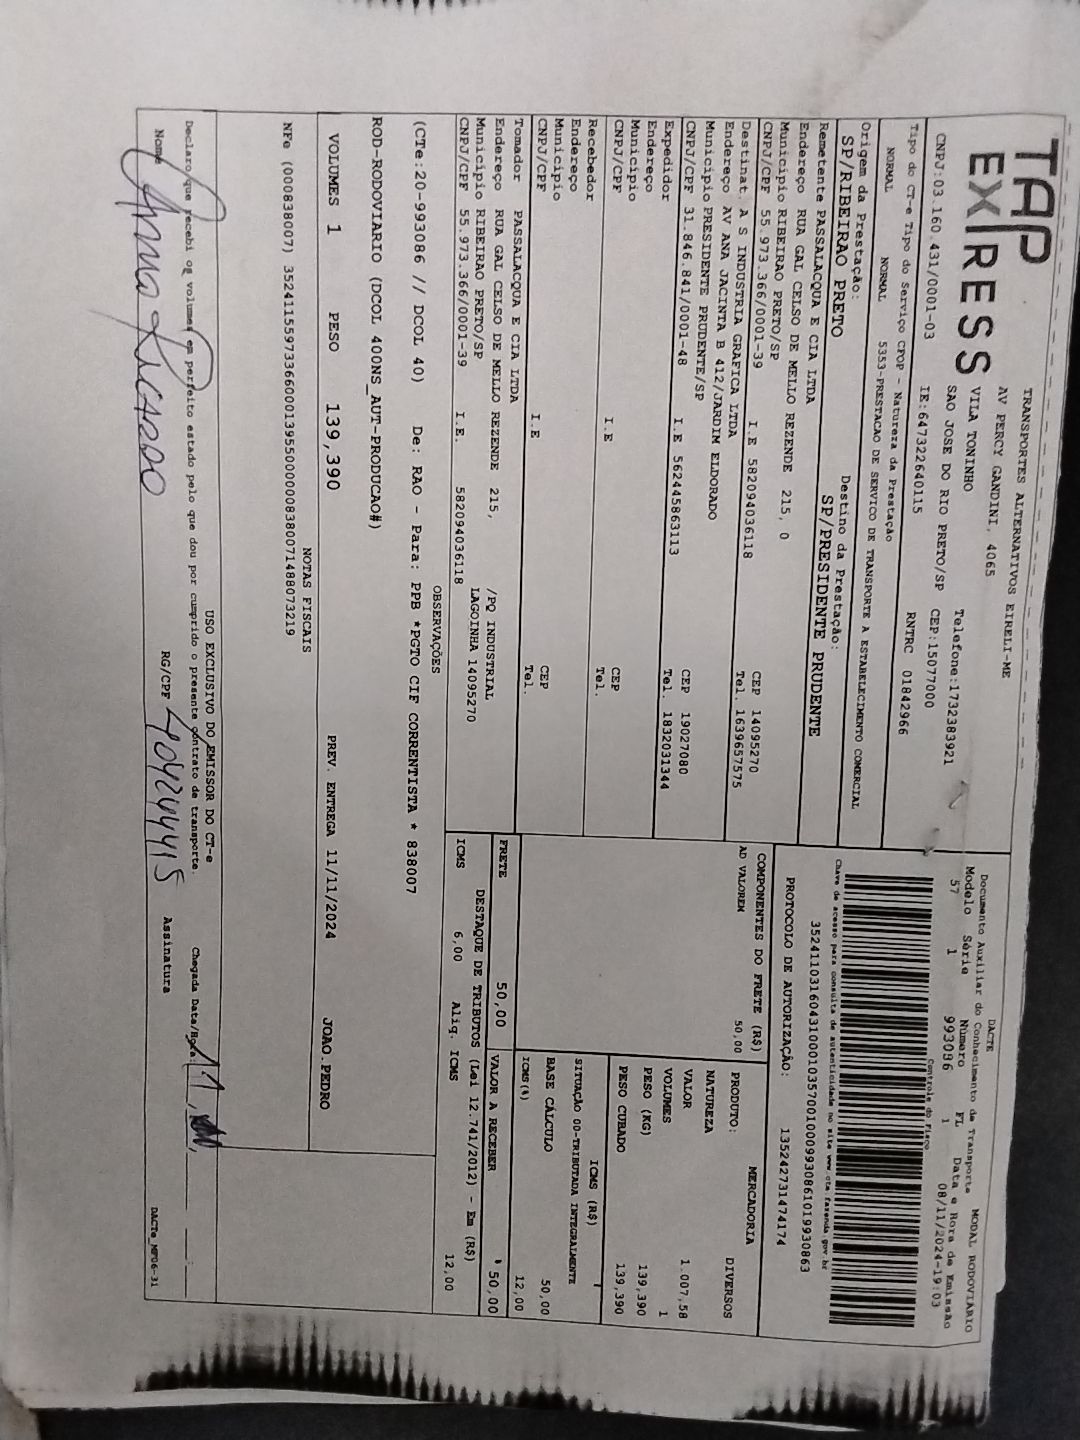 TAP
EXPRESS
TRANSPORTES ALTERNATIVOS EIRELI-ME
AV PERCY GANDINI, 4065
VILA TONINHO
SAO JOSE DO RIO PRETO/SP
Telefone:1732383921
CNPJ:03.160.431/0001-03
IE:647322640115
CEP:15077000
RNTRC 01842966
DACTE
Documento Auxiliar do Conhecimento de Transporte MODAL RODOVIARIO
Modelo Série Número FL Data e Hora de Emissão
57 1 993086 1 08/11/2024-19:03
Controle do Fisco
Tipo do CT-e Tipo do Serviço CFOP - Natureza da Prestação
NORMAL NORMAL 5353-PRESTACAO DE SERVICO DE TRANSPORTE A ESTABELECIMENTO COMERCIAL
Chave de acesso para consulta de autenticidade no site www.cte.fazenda.gov.br
PROTOCOLO DE AUTORIZAÇÃO: 135242731474174
Origem da Prestação:
SP/RIBEIRAO PRETO
Destino da Prestação:
SP/PRESIDENTE PRUDENTE
Remetente PASSALACQUA E CIA LTDA
Endereço RUA GAL CELSO DE MELLO REZENDE 215, 0
Município RIBEIRAO PRETO/SP CEP 14095270
CNPJ/CPF 55.973.366/0001-39 I.E 582094036118 Tel. 1639657575
Destinat. A S INDUSTRIA GRAFICA LTDA
Endereço AV ANA JACINTA B 412/JARDIM ELDORADO
Município PRESIDENTE PRUDENTE/SP CEP 19027080
CNPJ/CPF 31.846.841/0001-48 I.E 562445863113 Tel. 1832031344
Expedidor
Endereço
Município CEP
CNPJ/CPF I.E Tel.
Recebedor
Endereço
Município CEP
CNPJ/CPF I.E Tel.
Tomador PASSALACQUA E CIA LTDA
Endereço RUA GAL CELSO DE MELLO REZENDE 215, /PQ INDUSTRIAL
Município RIBEIRAO PRETO/SP LAGOINHA 14095270
CNPJ/CPF 55.973.366/0001-39 I.E. 582094036118
COMPONENTES DO FRETE (R$)
AD VALOREM 50,00
PRODUTO: MERCADORIA
NATUREZA DIVERSOS
VALOR 1.007,58
VOLUMES 1
PESO (KG) 139,390
PESO CUBADO 139,390
ICMS (R$)
SITUAÇÃO 00-TRIBUTADA INTEGRALMENTE
BASE CÁLCULO 50,00
ICMS(%) 12,00
FRETE 50,00 VALOR A RECEBER 50,00
DESTAQUE DE TRIBUTOS (Lei 12.741/2012) - Em (R$)
ICMS 6,00 Aliq. ICMS 12,00
OBSERVAÇÕES
(CTe:20-993086 // DCOL 40) De: RAO - Para: PPB *PGTO CIF CORRENTISTA * 838007
ROD-RODOVIARIO (DCOL 400NS_AUT-PRODUCAO#)
VOLUMES 1 PESO 139,390 PREV. ENTREGA 11/11/2024 JOAO.PEDRO
NOTAS FISCAIS
USO EXCLUSIVO DO EMISSOR DO CT-e
Declaro que recebi os volumes em perfeito estado pelo que dou por cumprido o presente contrato de transporte.
Chegada Data/Hora: 11,
Nome RG/CPF 404244415 Assinatura
DACTe_MP06-31